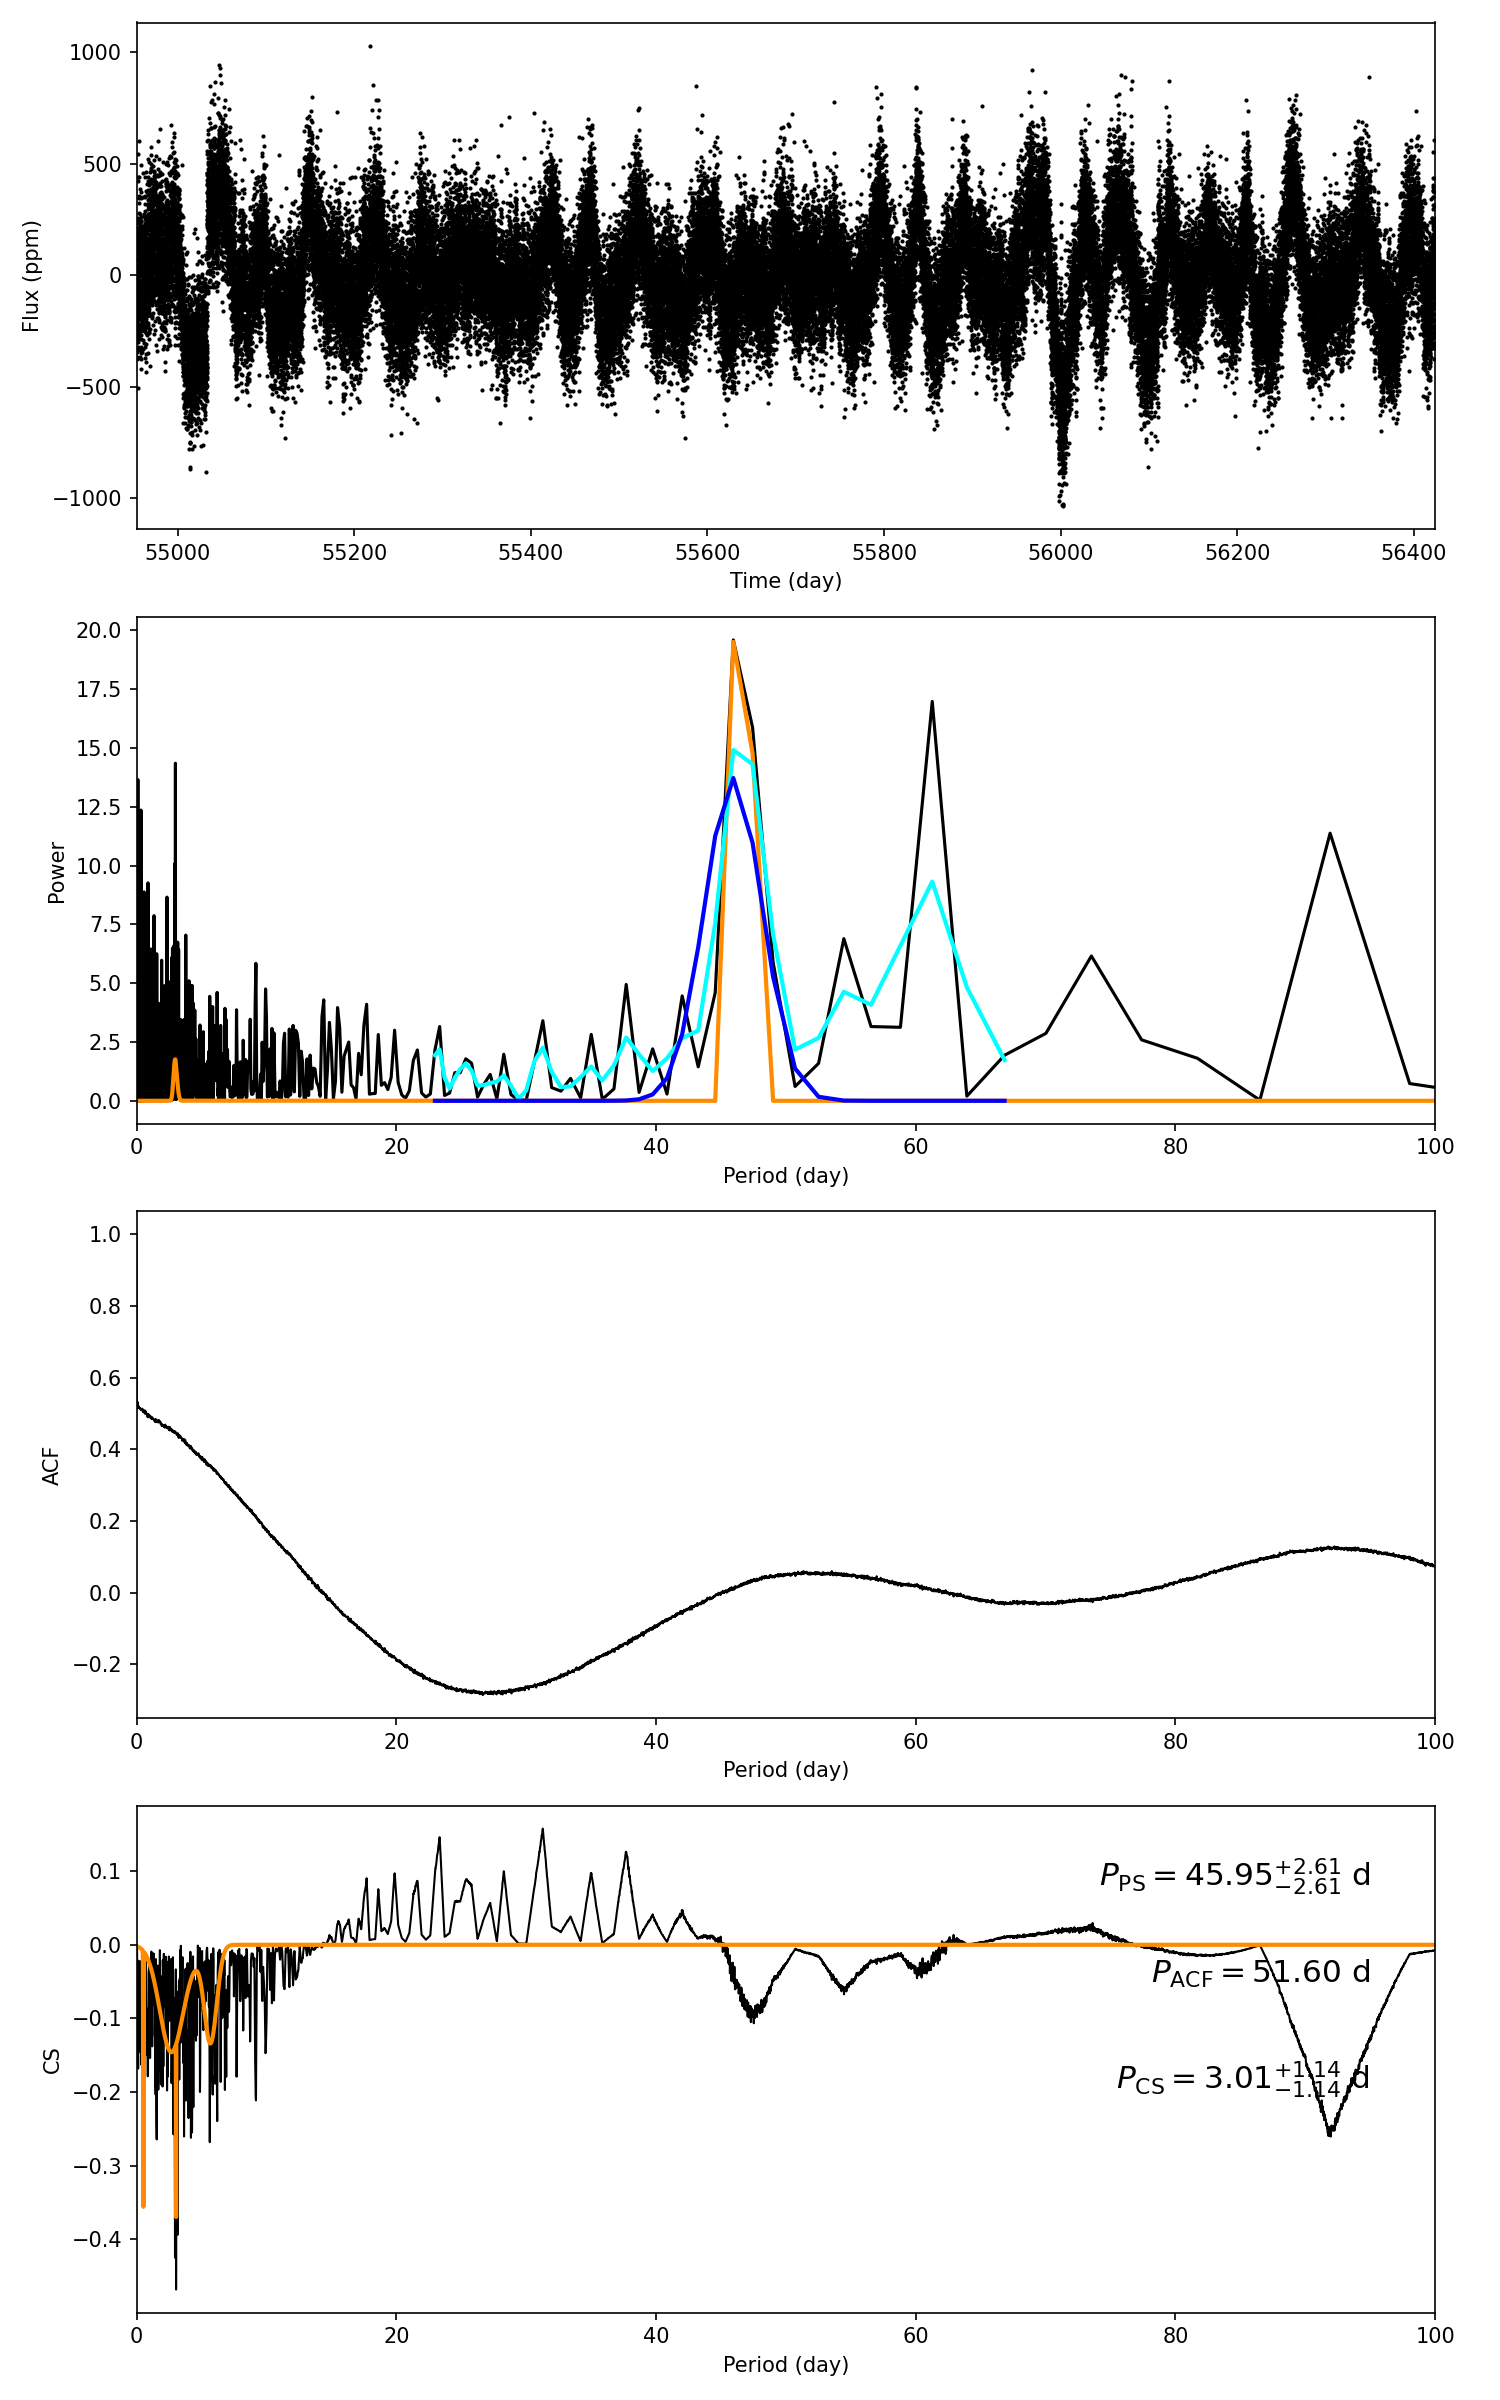 1000
500
0
−500
−1000
Flux (ppm)
55000 55200 55400 55600 55800 56000 56200 56400
Time (day)
20.0
17.5
15.0
12.5
10.0
7.5
5.0
2.5
0.0
Power
0 20 40 60 80 100
Period (day)
1.0
0.8
0.6
0.4
0.2
0.0
−0.2
ACF
0 20 40 60 80 100
Period (day)
0.1
0.0
−0.1
−0.2
−0.3
−0.4
CS
P_PS = 45.95^{+2.61}_{−2.61} d
P_ACF = 51.60 d
P_CS = 3.01^{+1.14}_{−1.14} d
0 20 40 60 80 100
Period (day)